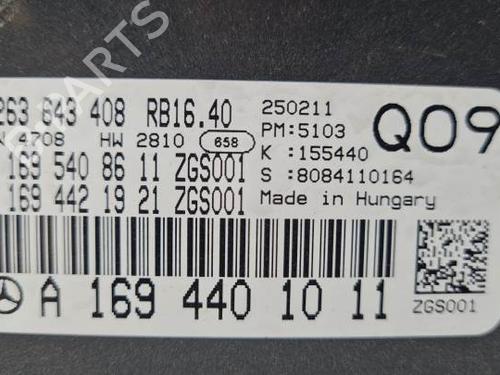 263 643 408 RB16.40
4708 HW 2810 658
169 540 86 11 ZGS001
169 442 19 21 ZGS001
250211
PM:5103
K :155440
S :8084110164
Made in Hungary
Q09
A 169 440 10 11
ZGS001